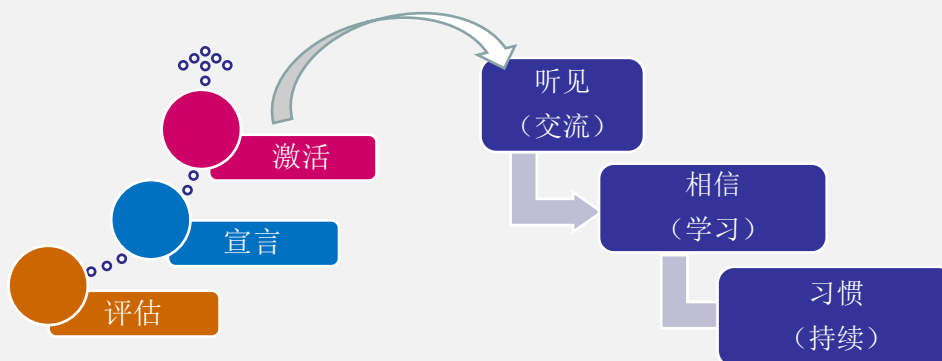 激活
宣言
评估
听见
（交流）
相信
（学习）
习惯
（持续）